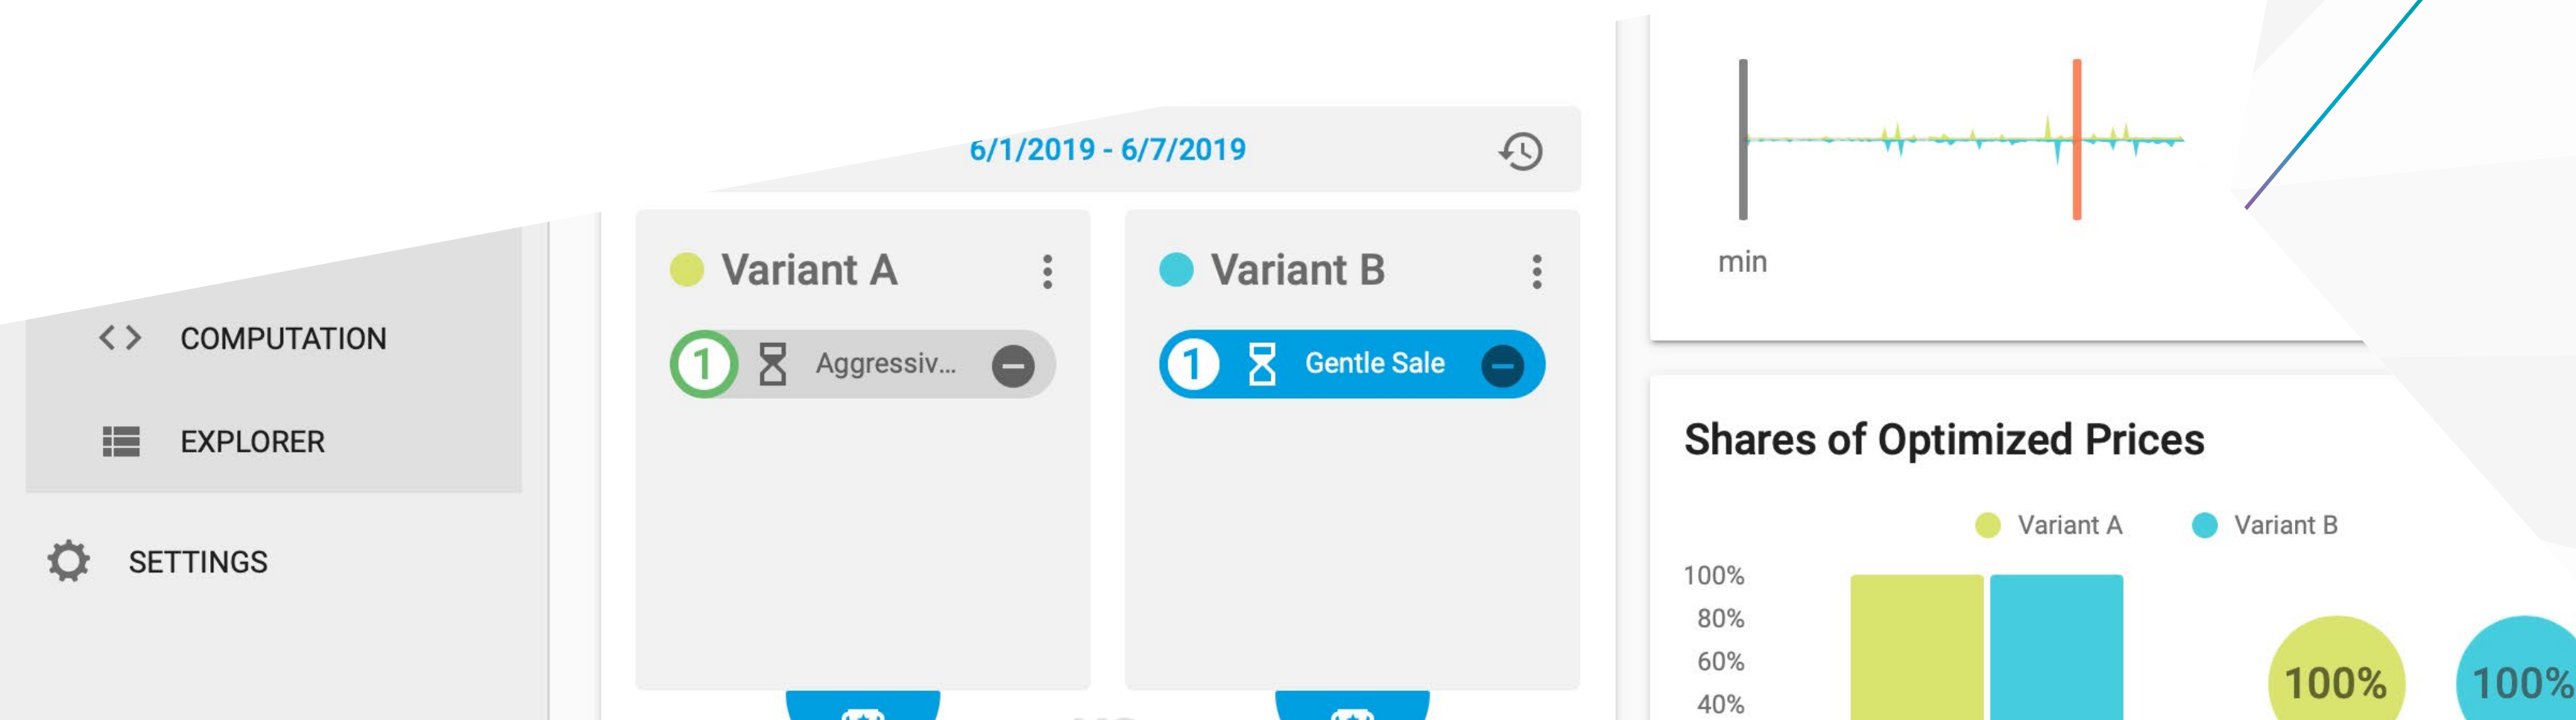 6/1/2019 - 6/7/2019
COMPUTATION
EXPLORER
SETTINGS
Variant A
1 Aggressiv...
Variant B
1 Gentle Sale
min
Shares of Optimized Prices
Variant A Variant B
100%
80%
60%
40%
100% 100%